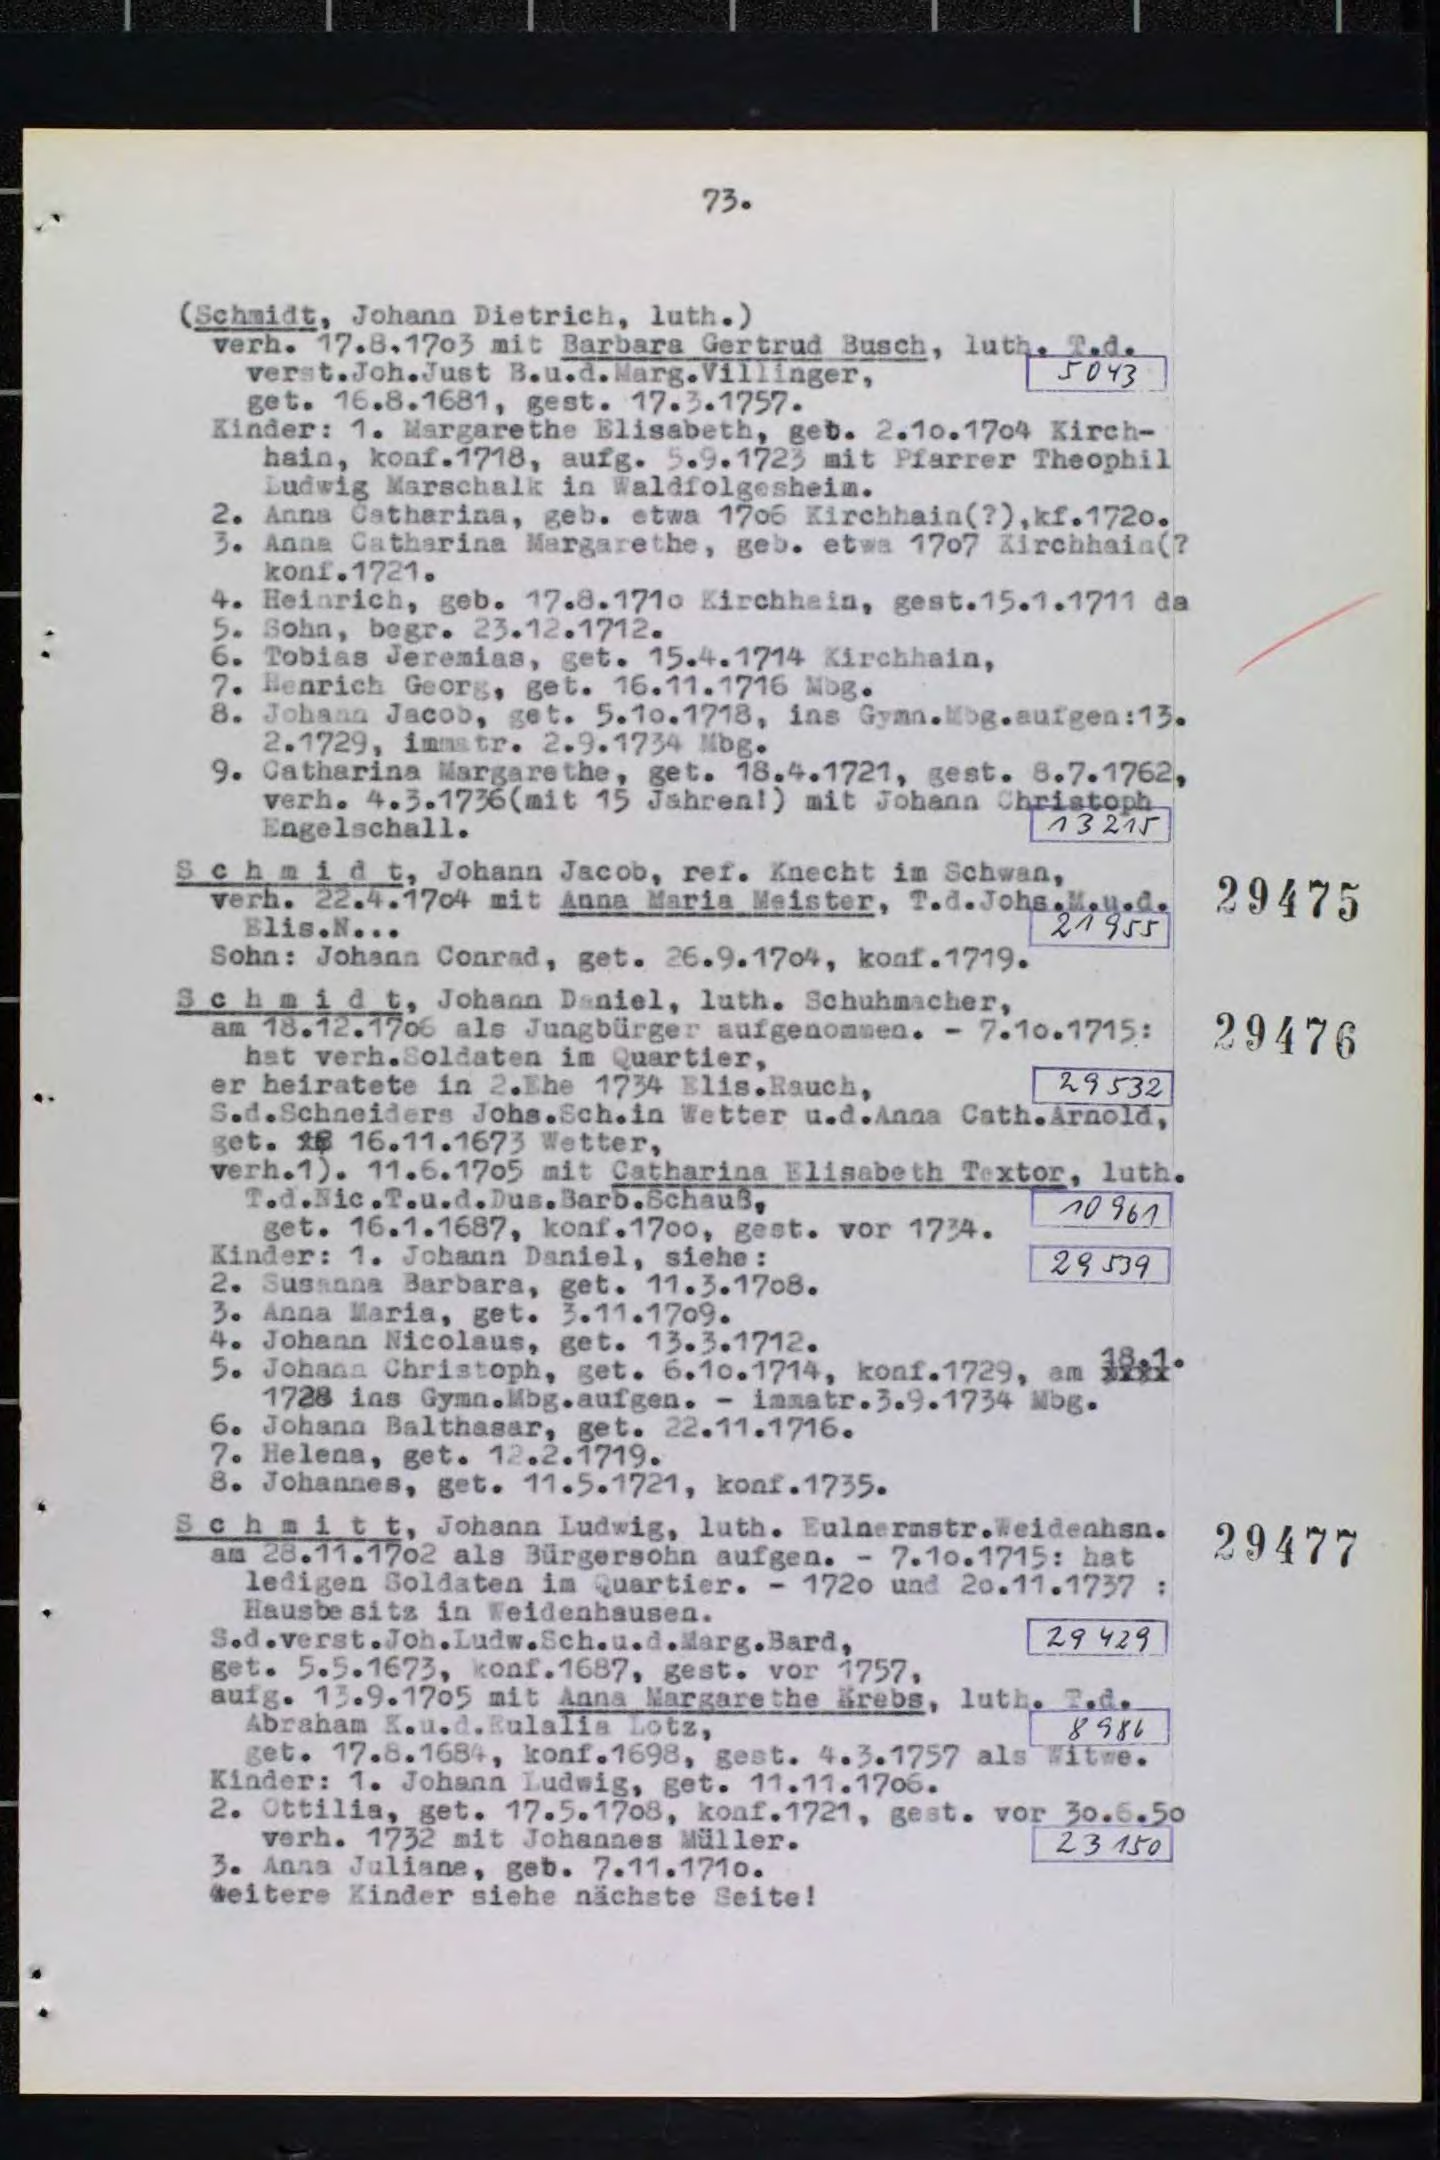 73.
(Schmidt, Johann Dietrich, luth.)
verh. 17.8.1703 mit Barbara Gertrud Busch, luth. T.d.
verst.Joh.Just B.u.d.Marg.Villinger, 5043
get. 16.8.1681, gest. 17.3.1757.
Kinder: 1. Margarethe Elisabeth, geb. 2.10.1704 Kirch-
hain, konf.1718, aufg. 5.9.1723 mit Pfarrer Theophil
Ludwig Marschalk in Waldfolgesheim.
2. Anna Catharina, geb. etwa 1706 Kirchhain(?),kf.1720.
3. Anna Catharina Margarethe, geb. etwa 1707 Kirchhain(?
konf.1721.
4. Heinrich, geb. 17.8.1710 Kirchhain, gest.15.1.1711 da
5. Sohn, begr. 23.12.1712.
6. Tobias Jeremias, get. 15.4.1714 Kirchhain,
7. Henrich Georg, get. 16.11.1716 Mbg.
8. Johann Jacob, get. 5.10.1718, ins Gymn.Mbg.aufgen:13.
2.1729, immatr. 2.9.1734 Mbg.
9. Catharina Margarethe, get. 18.4.1721, gest. 8.7.1762,
verh. 4.3.1736(mit 15 Jahren!) mit Johann Christoph
Engelschall. 13215
S c h m i d t, Johann Jacob, ref. Knecht im Schwan, 29475
verh. 22.4.1704 mit Anna Maria Meister, T.d.Johs.M.u.d.
Elis.N... 21955
Sohn: Johann Conrad, get. 26.9.1704, konf.1719.
S c h m i d t, Johann Daniel, luth. Schuhmacher,
am 18.12.1706 als Jungbürger aufgenommen. - 7.10.1715: 29476
hat verh.Soldaten im Quartier,
er heiratete in 2.Ehe 1734 Elis.Rauch, 29532
S.d.Schneiders Johs.Sch.in Wetter u.d.Anna Cath.Arnold,
get. 16.11.1673 Wetter,
verh.1). 11.6.1705 mit Catharina Elisabeth Textor, luth.
T.d.Nic.T.u.d.Dus.Barb.Schauß, 10961
get. 16.1.1687, konf.1700, gest. vor 1734.
Kinder: 1. Johann Daniel, siehe: 29539
2. Susanna Barbara, get. 11.3.1708.
3. Anna Maria, get. 3.11.1709.
4. Johann Nicolaus, get. 13.3.1712.
5. Johann Christoph, get. 6.10.1714, konf.1729, am 18.1.
1728 ins Gymn.Mbg.aufgen. - immatr.3.9.1734 Mbg.
6. Johann Balthasar, get. 22.11.1716.
7. Helena, get. 12.2.1719.
8. Johannes, get. 11.5.1721, konf.1735.
S c h m i t t, Johann Ludwig, luth. Eulnermstr.Weidenhsn. 29477
am 28.11.1702 als Bürgersohn aufgen. - 7.10.1715: hat
ledigen Soldaten im Quartier. - 1720 und 20.11.1737 :
Hausbesitz in Weidenhausen.
S.d.verst.Joh.Ludw.Sch.u.d.Marg.Bard, 29429
get. 5.5.1673, konf.1687, gest. vor 1757,
aufg. 13.9.1705 mit Anna Margarethe Krebs, luth. T.d.
Abraham K.u.d.Eulalia Lotz, 8986
get. 17.8.1684, konf.1698, gest. 4.3.1757 als Witwe.
Kinder: 1. Johann Ludwig, get. 11.11.1706.
2. Ottilia, get. 17.5.1708, konf.1721, gest. vor 30.6.50
verh. 1732 mit Johannes Müller. 23150
3. Anna Juliane, geb. 7.11.1710.
Weitere Kinder siehe nächste Seite!